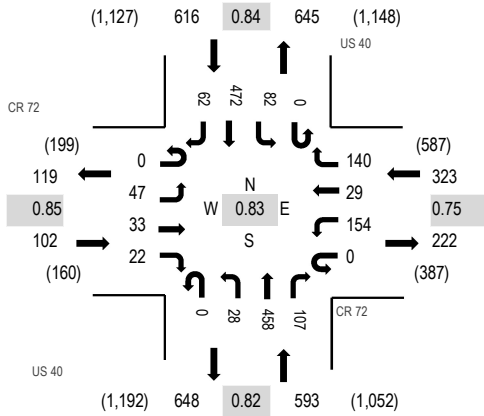 (1,127) 616 0.84 645 (1,148)
US 40
CR 72
62 472 82 0
(199) (587)
0 140
119 323
47 29
N
0.85 W 0.83 E 0.75
33 154
102 222
S
22 0
(160) (387)
0 28 458 107
CR 72
US 40
(1,192) 648 0.82 593 (1,052)